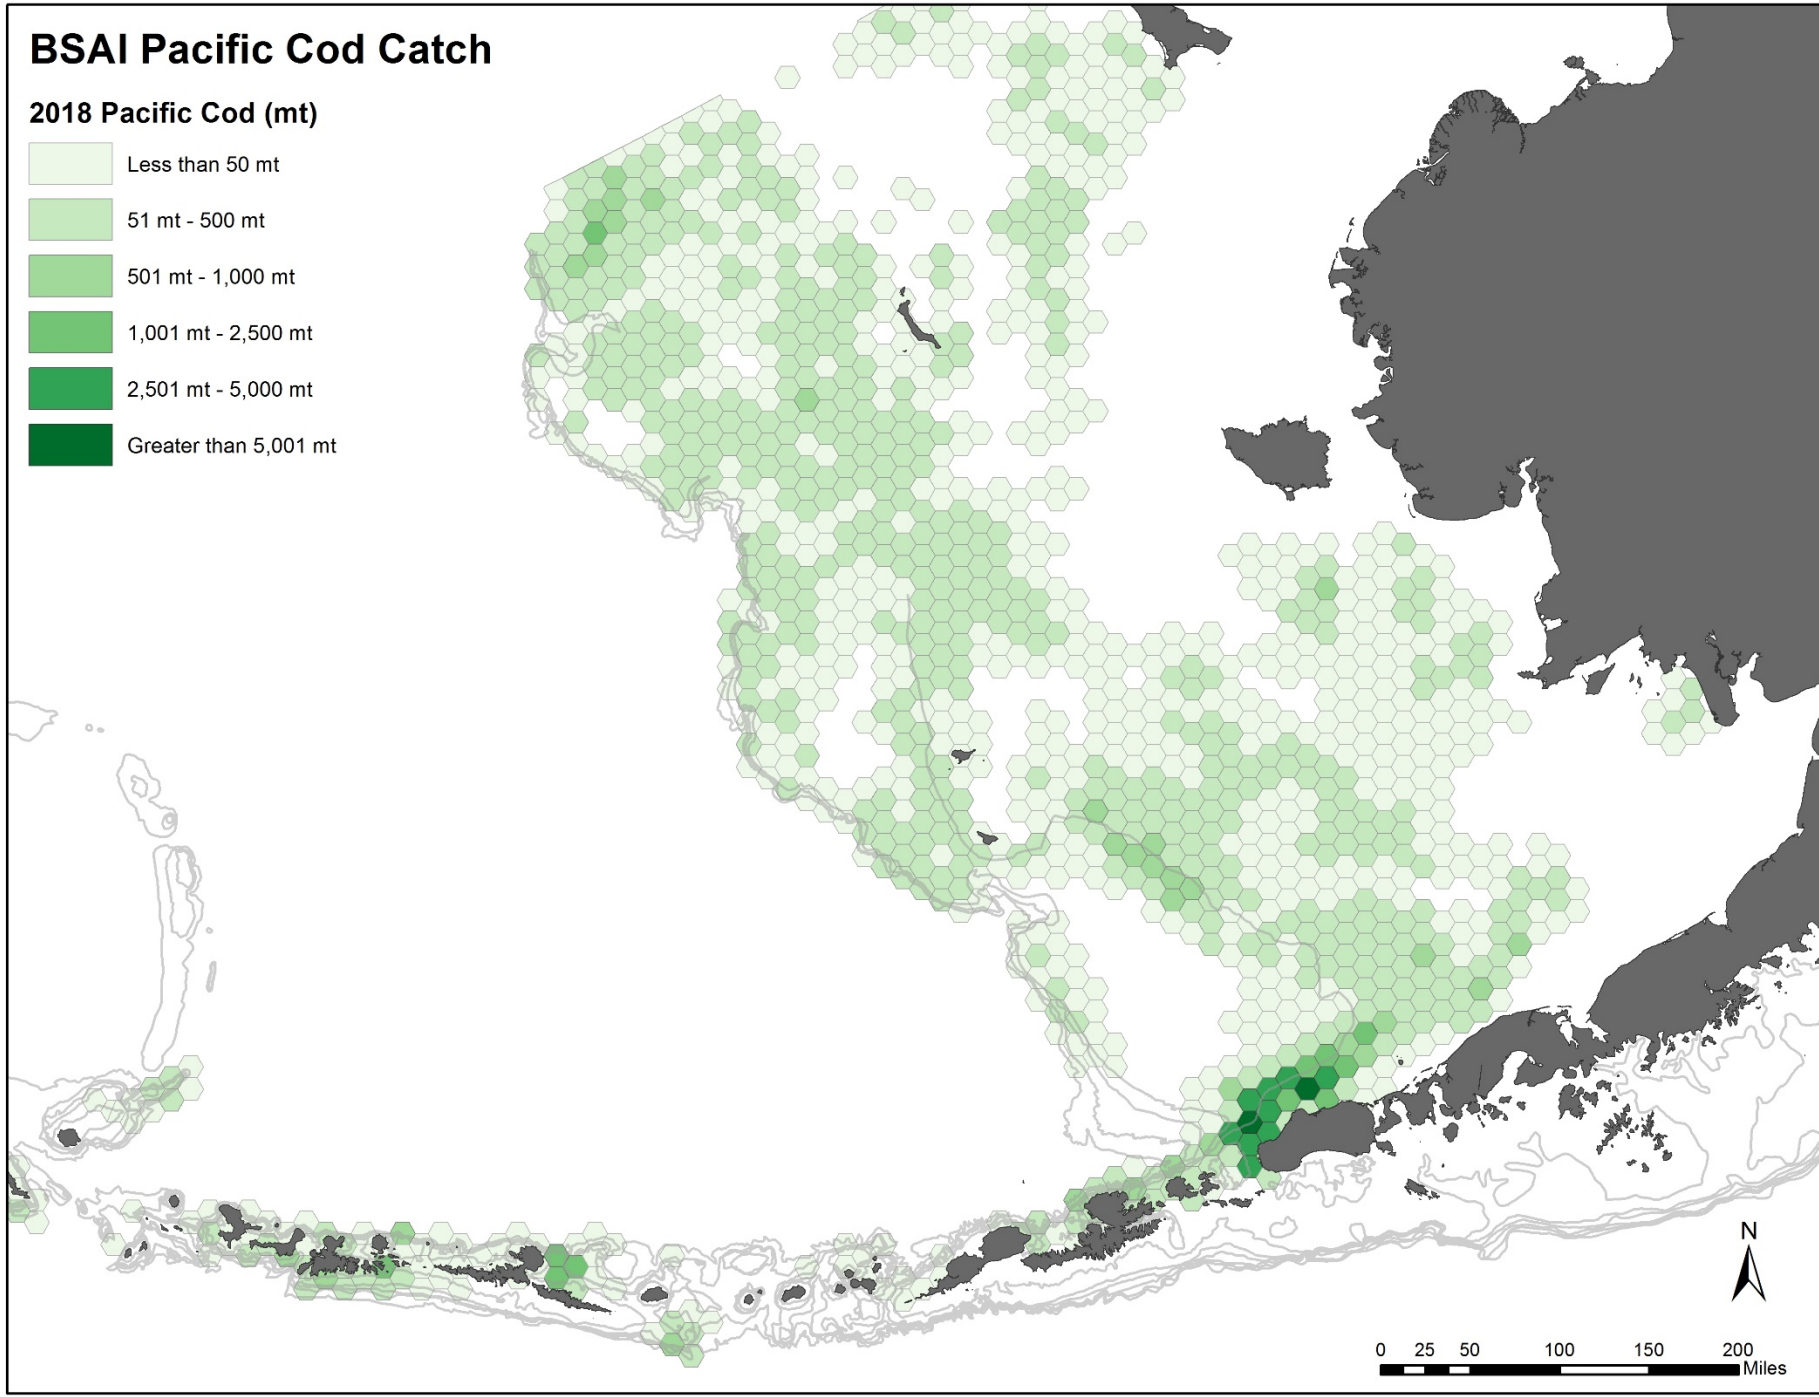 BSAI Pacific Cod Catch
2018 Pacific Cod (mt)
Less than 50 mt
51 mt - 500 mt
501 mt - 1,000 mt
1,001 mt - 2,500 mt
2,501 mt - 5,000 mt
Greater than 5,001 mt
N
0 25 50 100 150 200
Miles